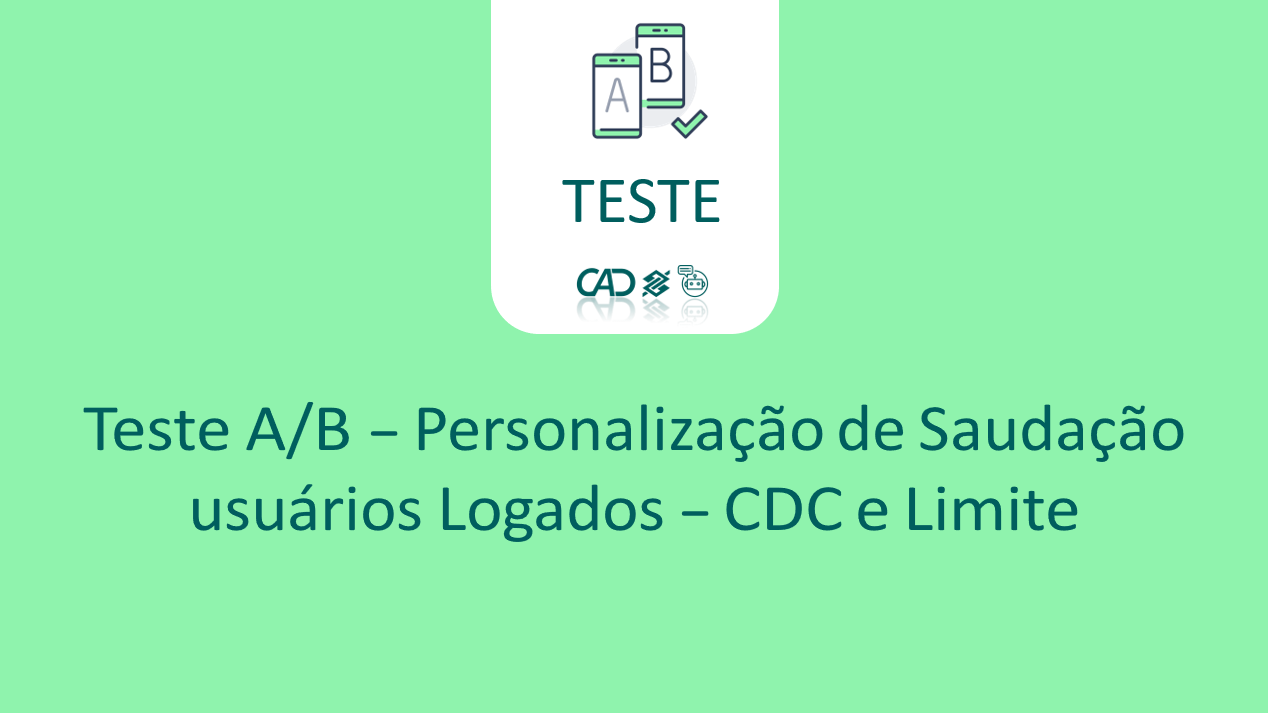 A
B
TESTE
CAD
Teste A/B – Personalização de Saudação
usuários Logados – CDC e Limite